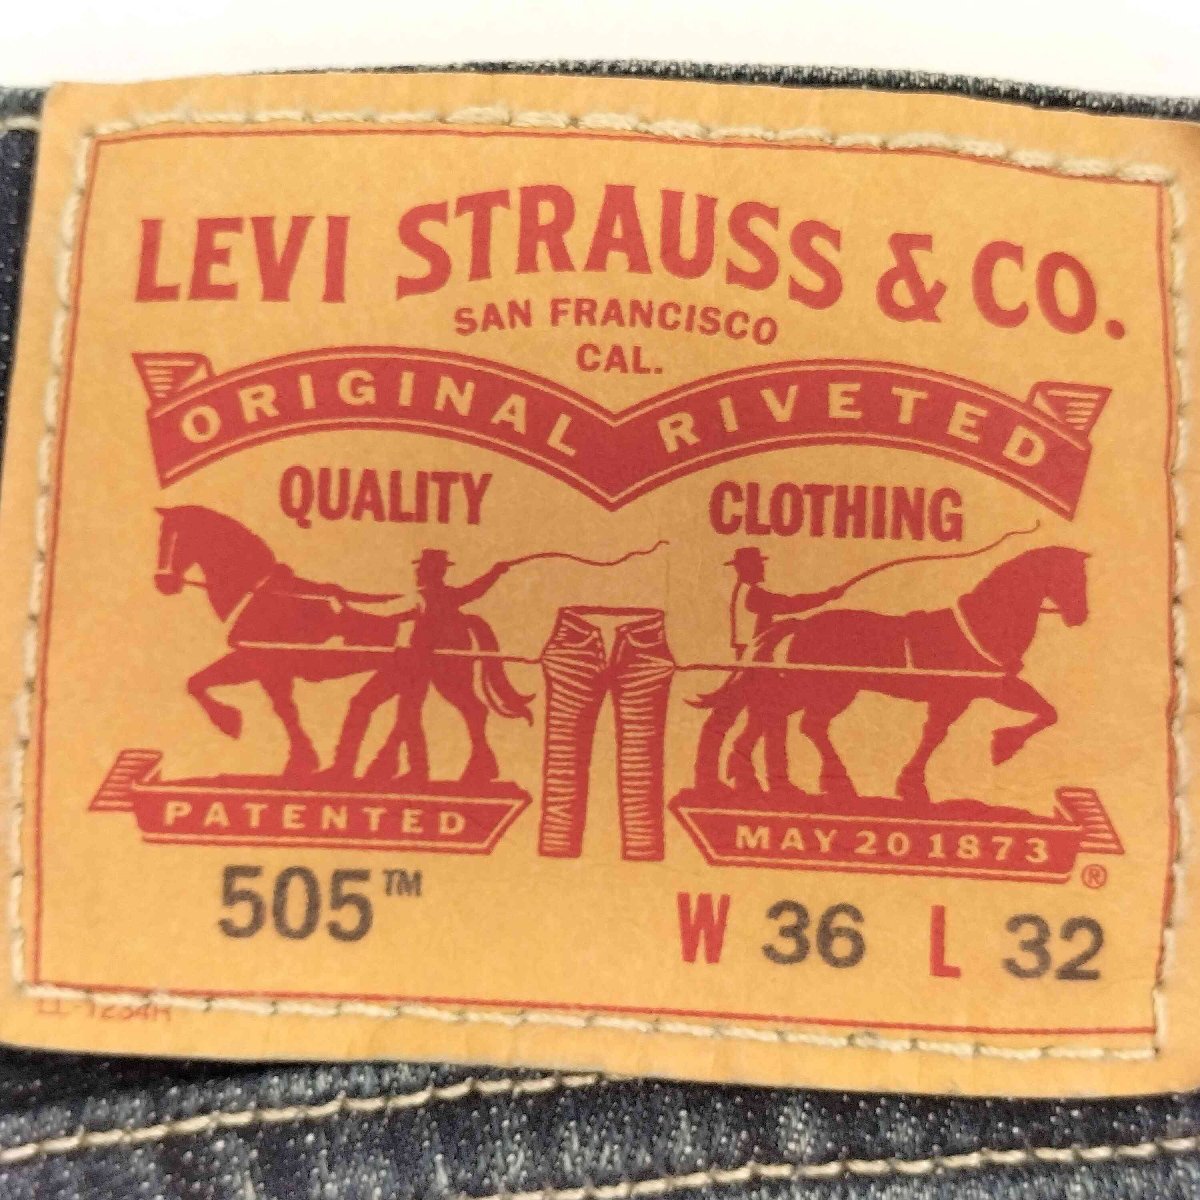 LEVI STRAUSS & CO.
SAN FRANCISCO
CAL.
ORIGINAL RIVETED
QUALITY CLOTHING
PATENTED MAY 20 1873 ®
505™ W 36 L 32